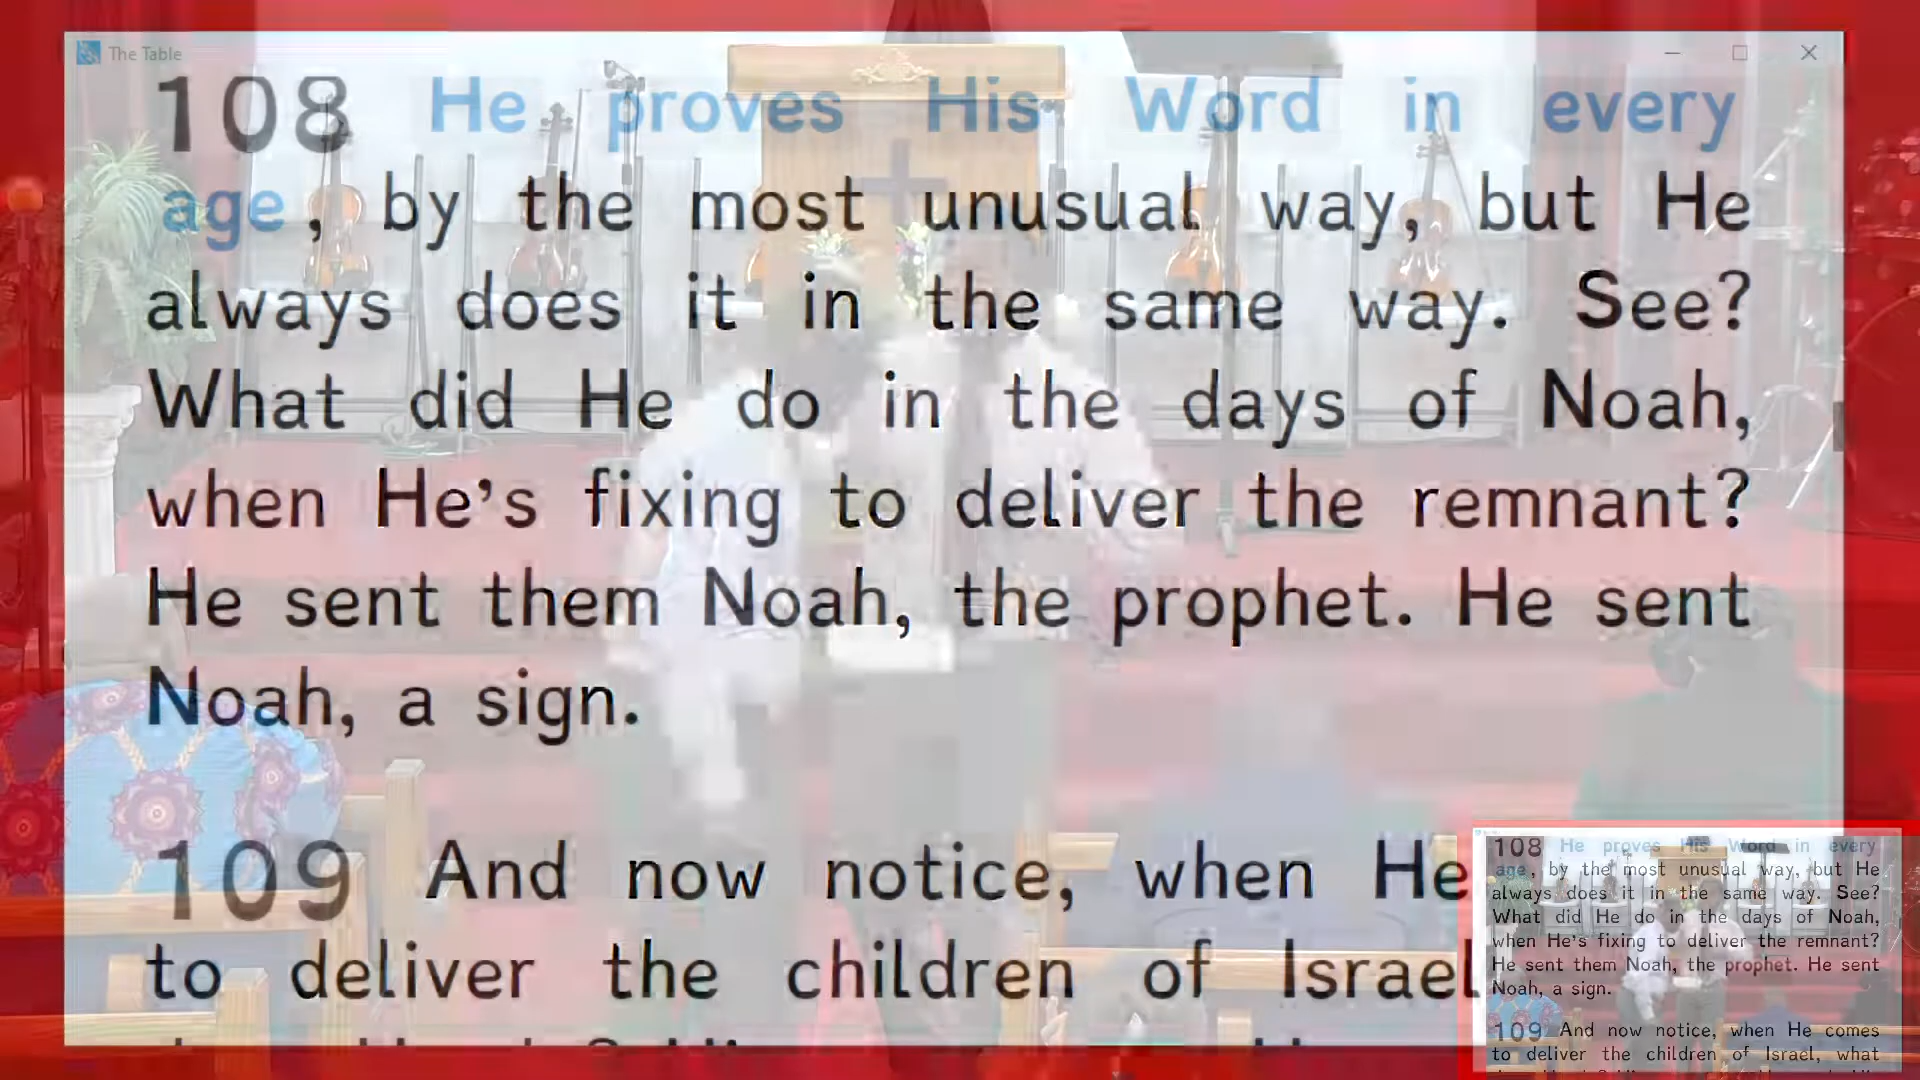 The Table
108 He proves His Word in every
age, by the most unusual way, but He
always does it in the same way. See?
What did He do in the days of Noah,
when He's fixing to deliver the remnant?
He sent them Noah, the prophet. He sent
Noah, a sign.
109 And now notice, when He
to deliver the children of Israel
108 He proves His Word in every
age, by the most unusual way, but He
always does it in the same way. See?
What did He do in the days of Noah,
when He's fixing to deliver the remnant?
He sent them Noah, the prophet. He sent
Noah, a sign.
109 And now notice, when He comes
to deliver the children of Israel, what